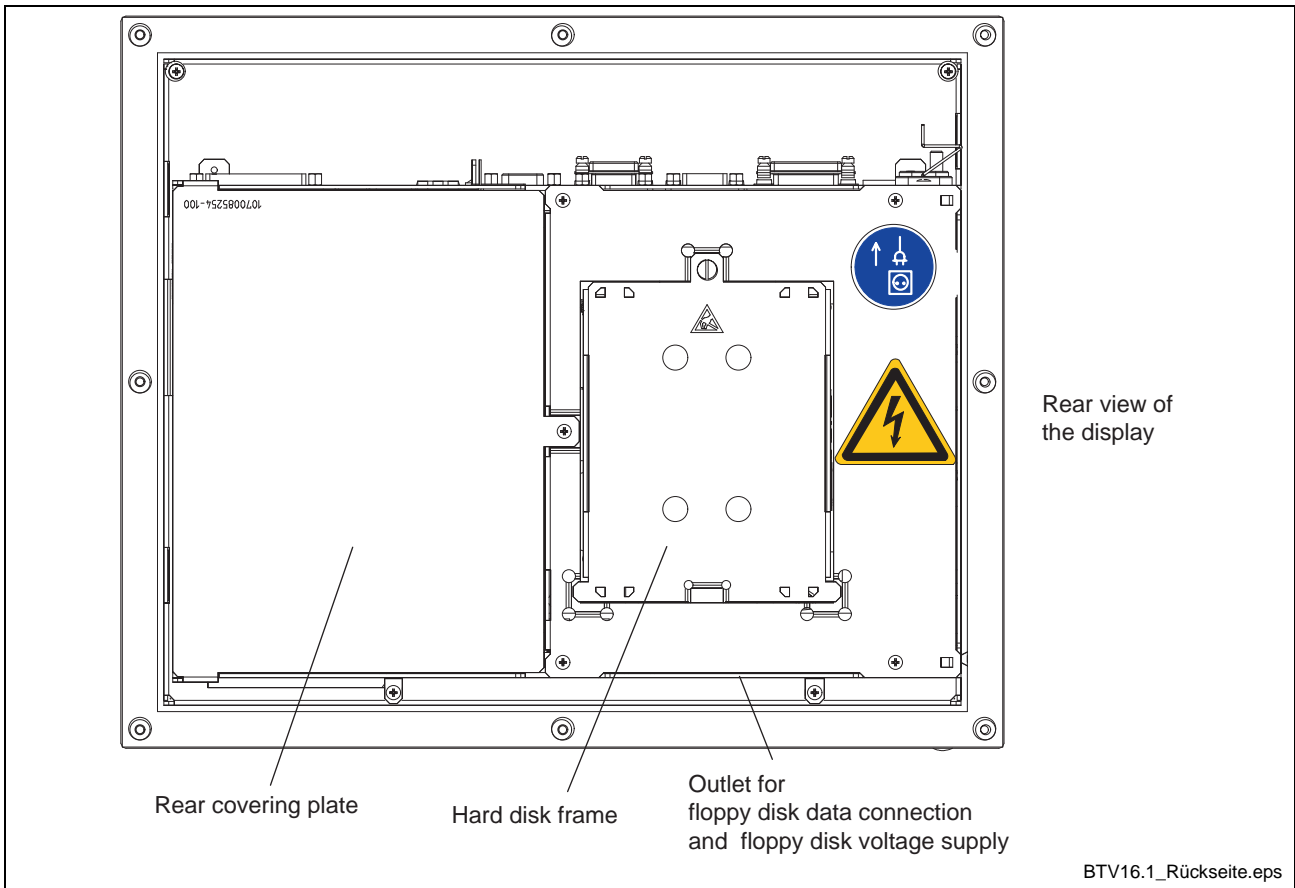 1070085254-100
Rear view of
the display
Rear covering plate
Hard disk frame
Outlet for
floppy disk data connection
and floppy disk voltage supply
BTV16.1_Rückseite.eps